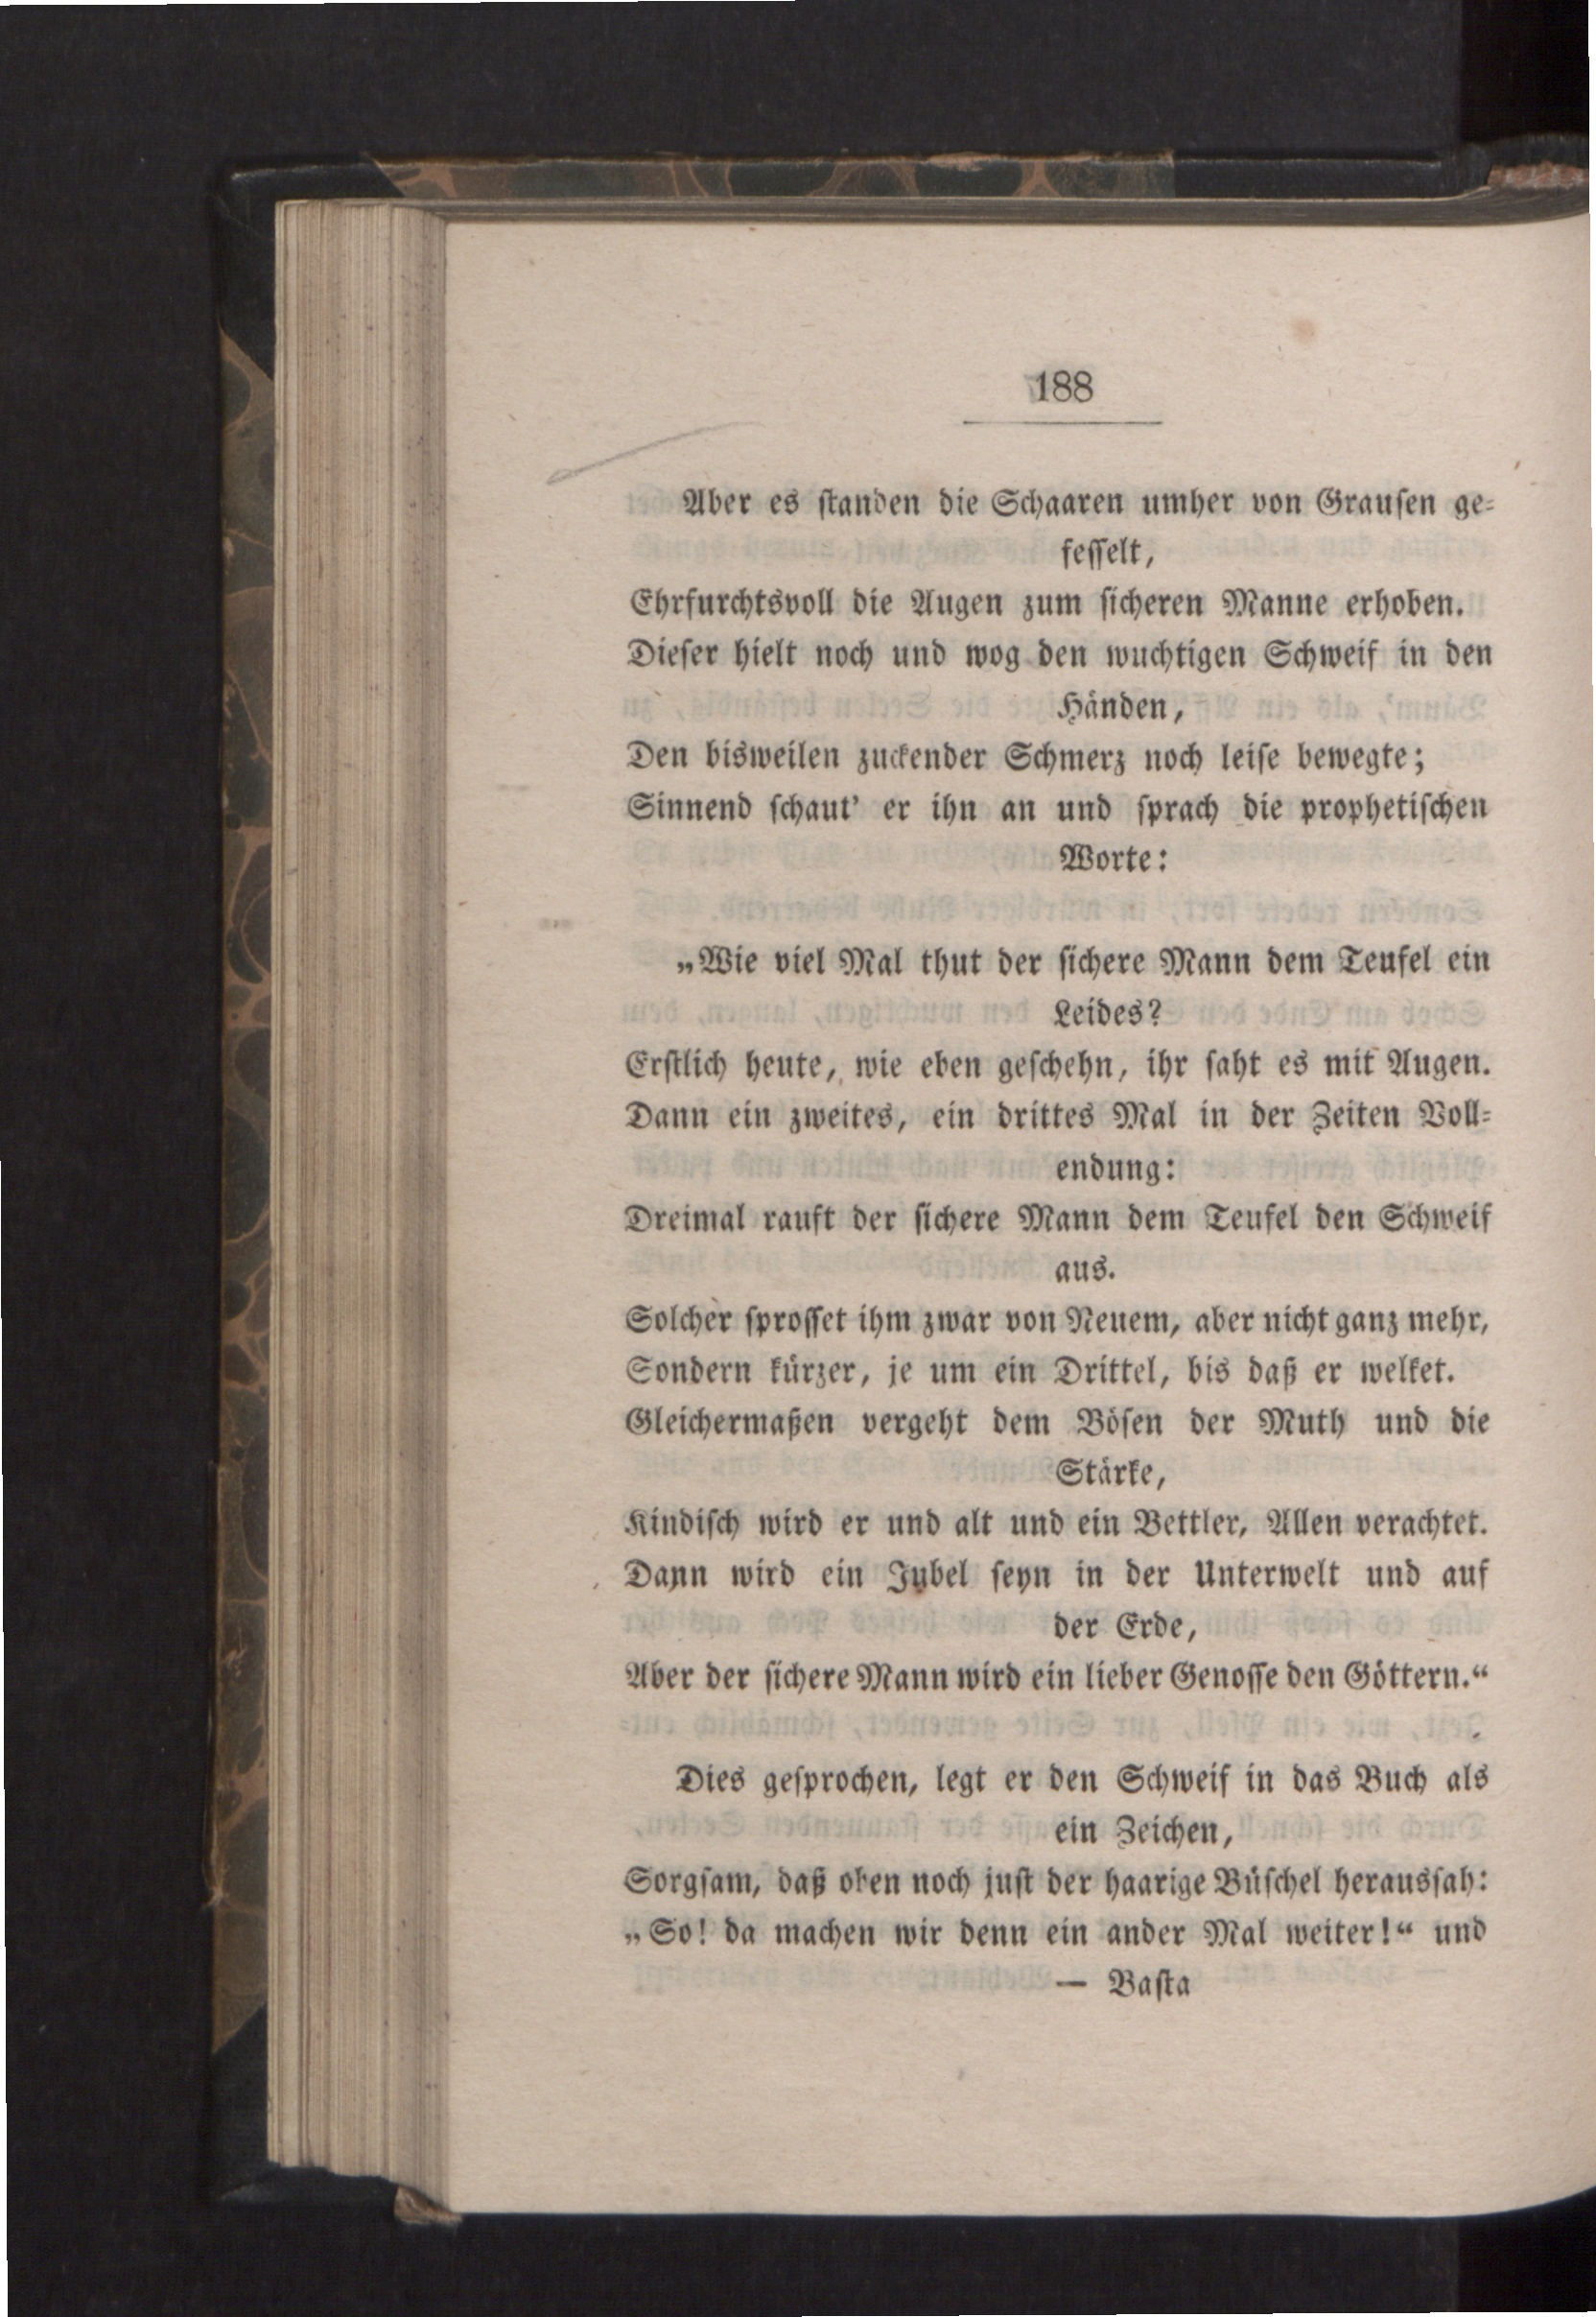 188
Aber es standen die Schaaren umher von Grausen ge-
fesselt,
Ehrfurchtsvoll die Augen zum sicheren Manne erhoben.
Dieser hielt noch und wog den wuchtigen Schweif in den
Händen,
Den bisweilen zuckender Schmerz noch leise bewegte;
Sinnend schaut' er ihn an und sprach die prophetischen
Worte:
„Wie viel Mal thut der sichere Mann dem Teufel ein
Leides?
Erstlich heute, wie eben geschehn, ihr saht es mit Augen.
Dann ein zweites, ein drittes Mal in der Zeiten Voll-
endung:
Dreimal rauft der sichere Mann dem Teufel den Schweif
aus.
Solcher sprosset ihm zwar von Neuem, aber nicht ganz mehr,
Sondern kürzer, je um ein Drittel, bis daß er welket.
Gleichermaßen vergeht dem Bösen der Muth und die
Stärke,
Kindisch wird er und alt und ein Bettler, Allen verachtet.
Dann wird ein Jubel seyn in der Unterwelt und auf
der Erde,
Aber der sichere Mann wird ein lieber Genosse den Göttern.“
Dies gesprochen, legt er den Schweif in das Buch als
ein Zeichen,
Sorgsam, daß oben noch just der haarige Büschel heraussah:
„So! da machen wir denn ein ander Mal weiter!“ und
— Basta